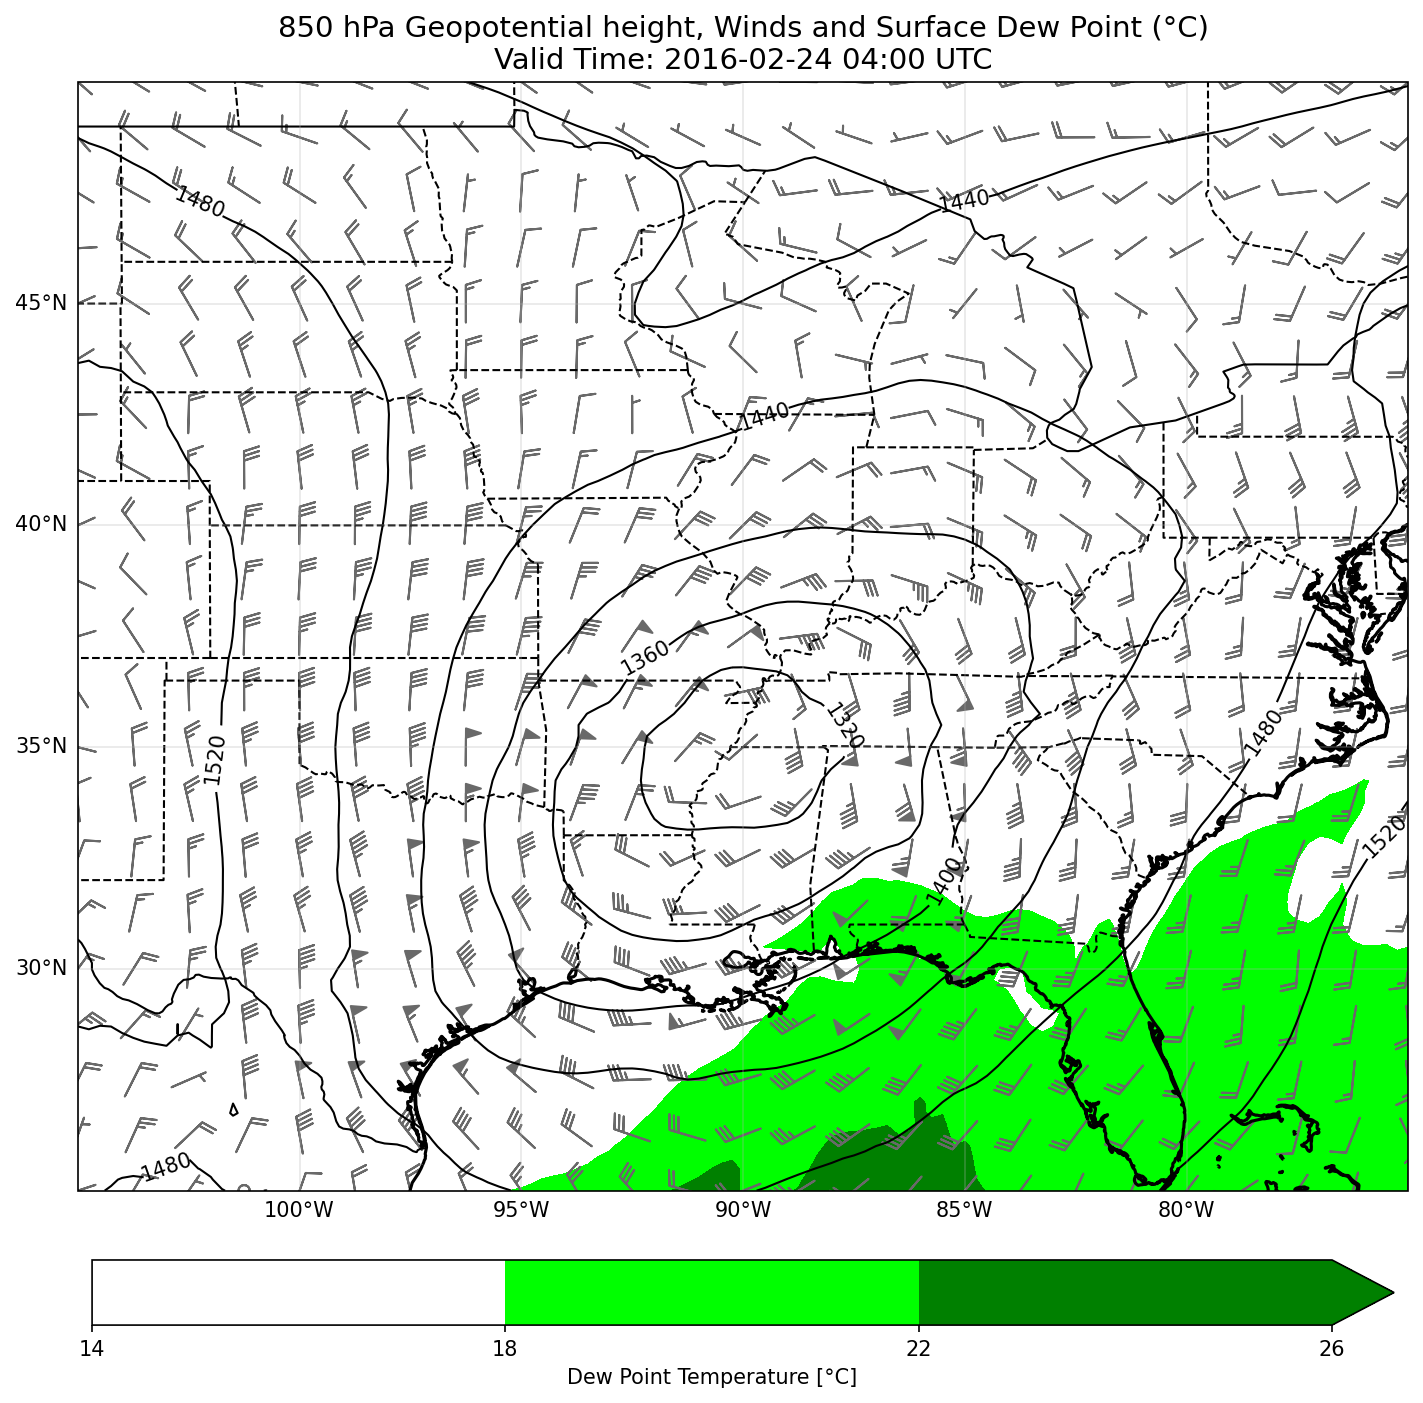 850 hPa Geopotential height, Winds and Surface Dew Point (°C)
Valid Time: 2016-02-24 04:00 UTC
1480
1440
45°N
1440
40°N
1360
1320
35°N
1520
1480
1520
1400
30°N
1480
100°W 95°W 90°W 85°W 80°W
14 18 22 26
Dew Point Temperature [°C]